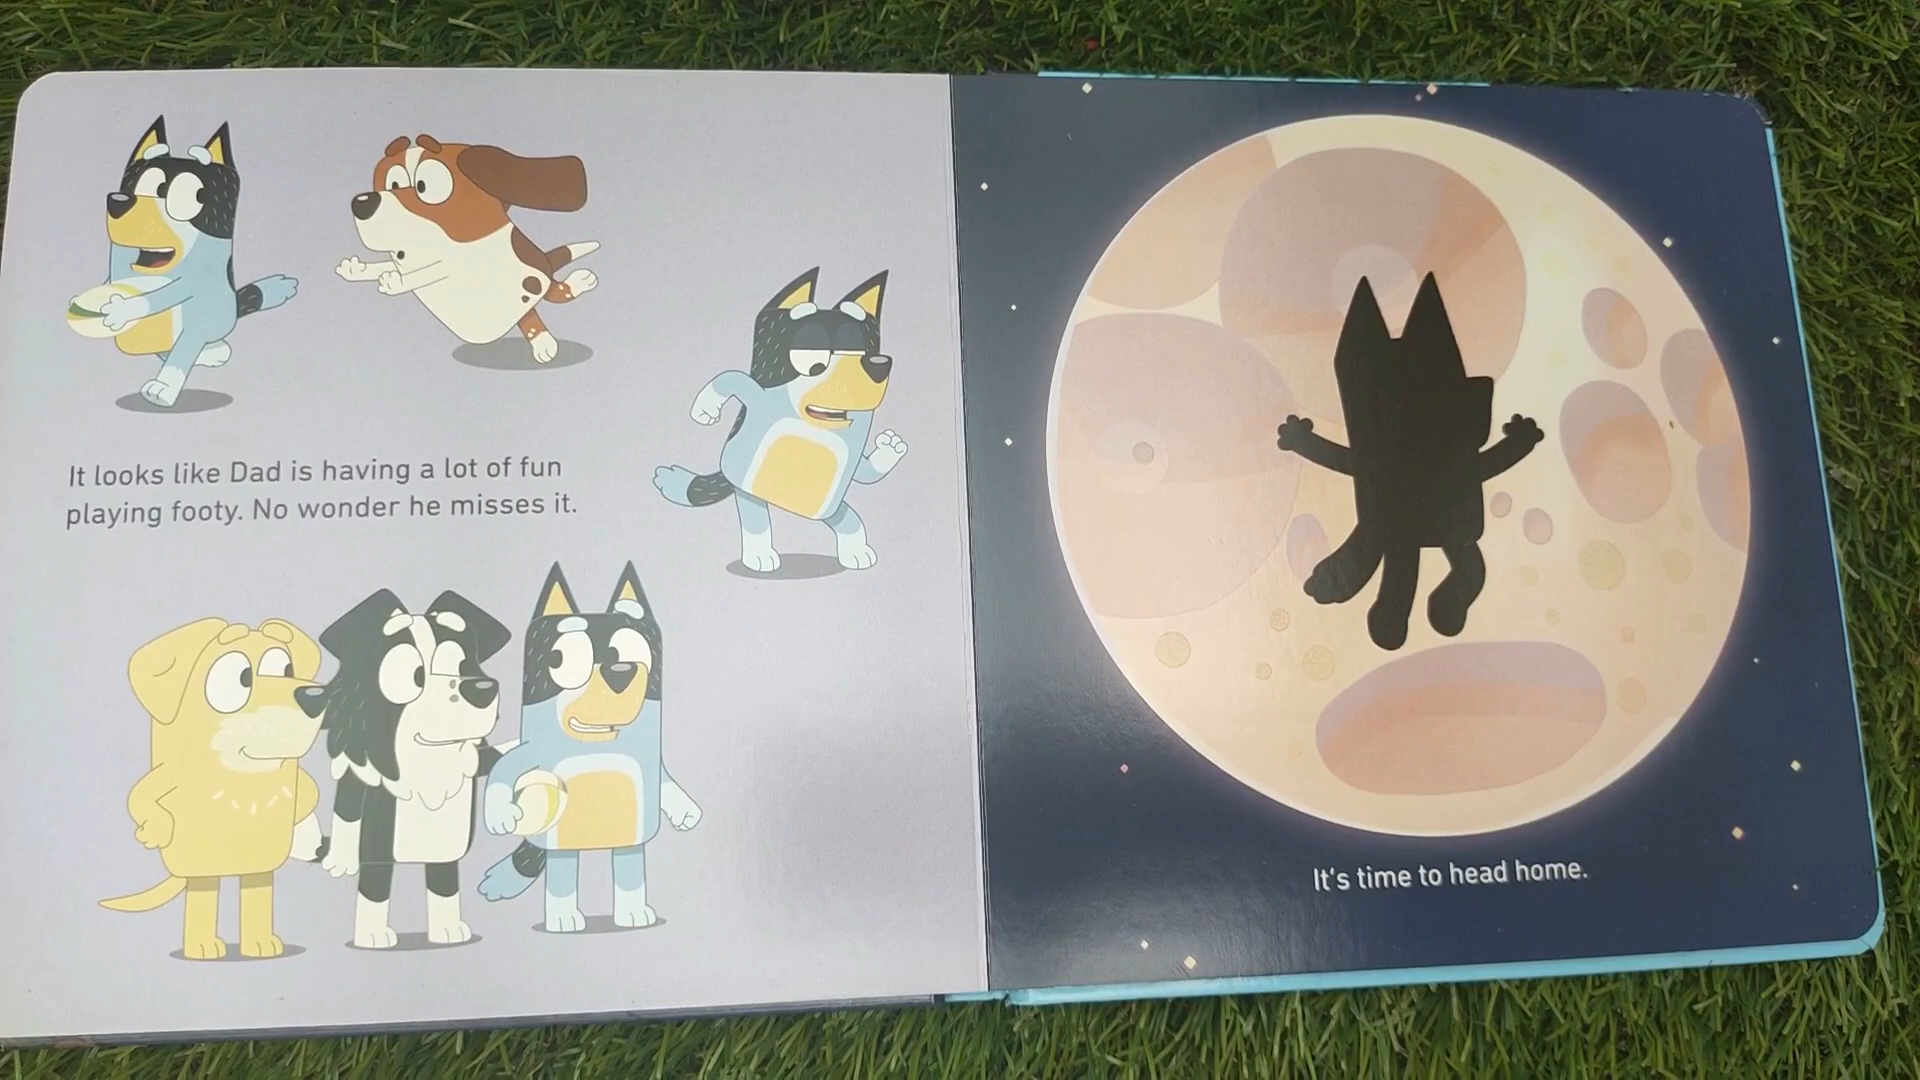 It looks like Dad is having a lot of fun
playing footy. No wonder he misses it.
It's time to head home.